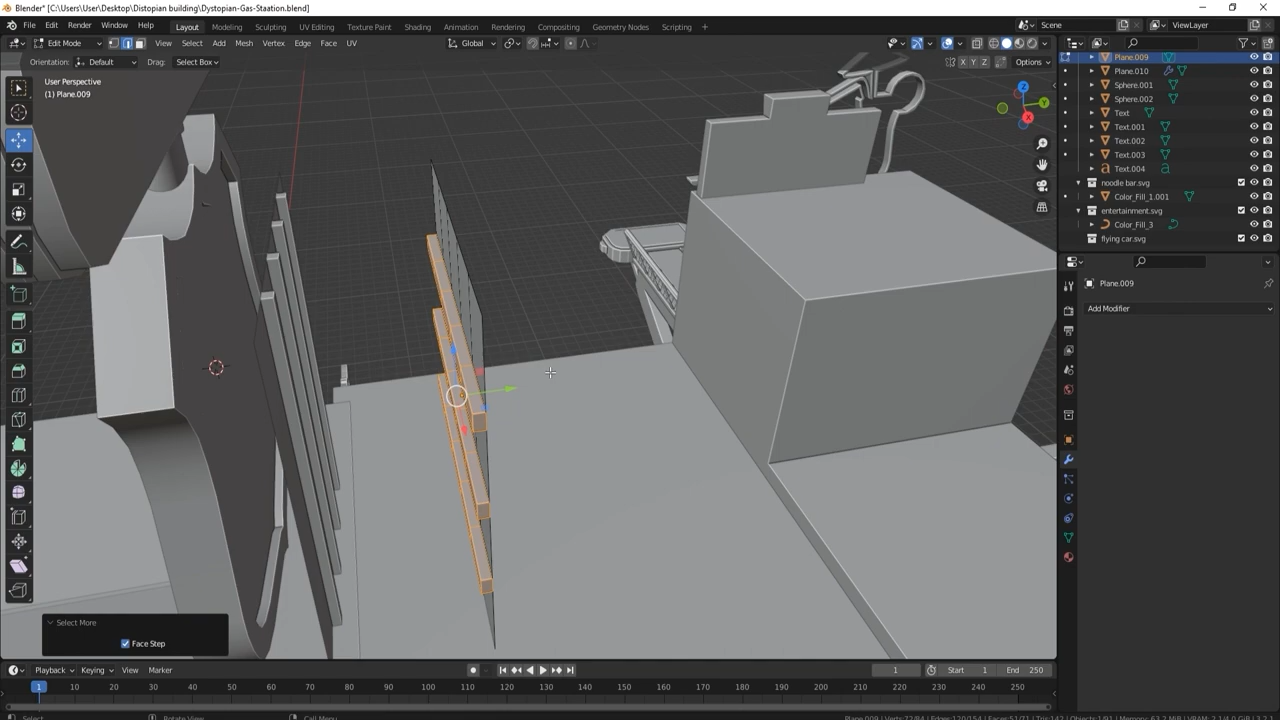 Blender* [C:\Users\User\Desktop\Distopian building\Dystopian-Gas-Staation.blend]
File Edit Render Window Help Layout Modeling Sculpting UV Editing Texture Paint Shading Animation Rendering Compositing Geometry Nodes Scripting + Scene ViewLayer
Edit Mode View Select Add Mesh Vertex Edge Face UV Global
Orientation: Default Drag: Select Box X Y Z Options
User Perspective
(1) Plane.009
Z
Y
X
Plane.009
Plane.010
Sphere.001
Sphere.002
Text
Text.001
Text.002
Text.003
Text.004
noodle bar.svg
Color_Fill_1.001
entertainment.svg
Color_Fill_3
flying car.svg
Plane.009
Add Modifier
Select More
Face Step
Playback Keying View Marker 1 Start 1 End 250
1 10 20 30 40 50 60 70 80 90 100 110 120 130 140 150 160 170 180 190 200 210 220 230 240 250
Select Rotate View Call Menu